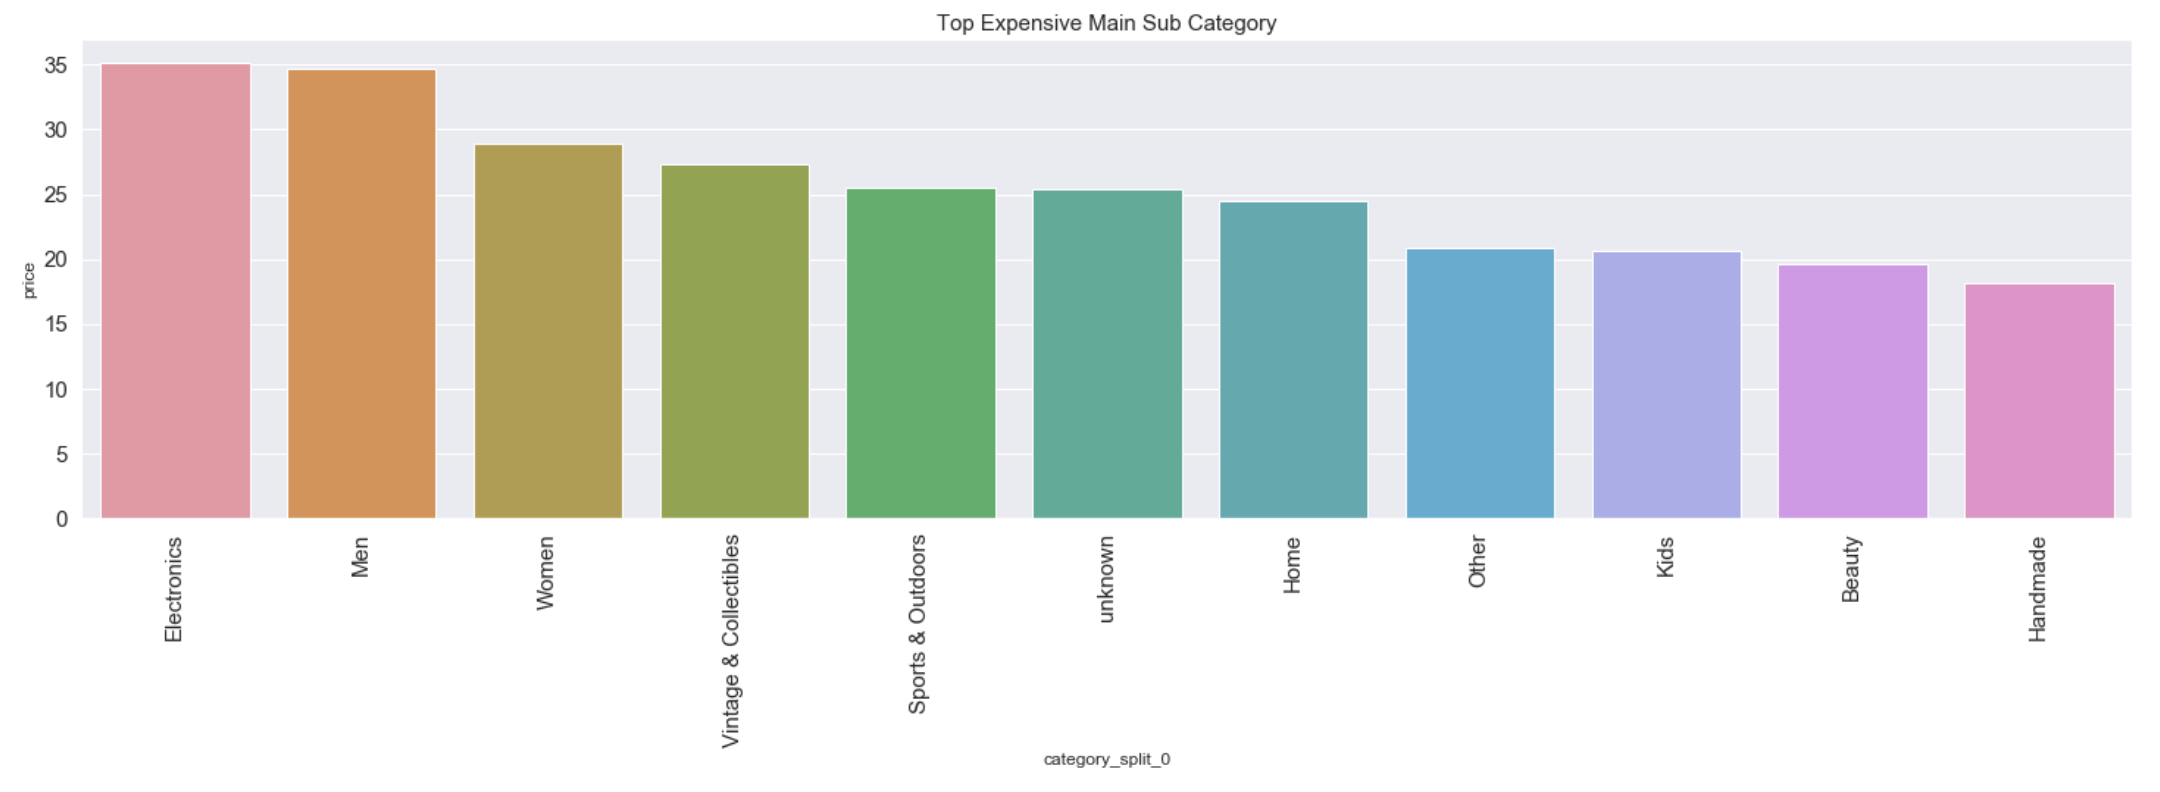 Top Expensive Main Sub Category
35
30
25
20
15
10
5
0
price
Electronics
Men
Women
Vintage & Collectibles
Sports & Outdoors
unknown
Home
Other
Kids
Beauty
Handmade
category_split_0